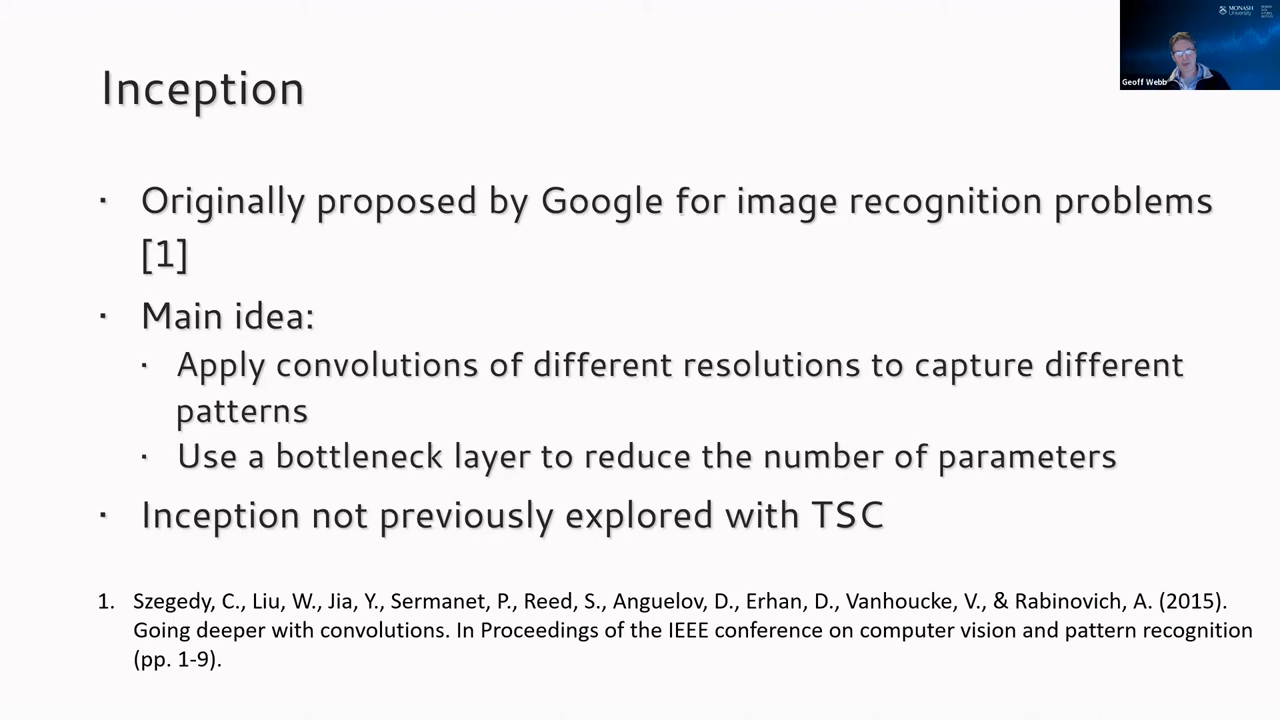 MONASH
University
Geoff Webb
Inception
· Originally proposed by Google for image recognition problems
[1]
· Main idea:
· Apply convolutions of different resolutions to capture different
patterns
· Use a bottleneck layer to reduce the number of parameters
· Inception not previously explored with TSC
1. Szegedy, C., Liu, W., Jia, Y., Sermanet, P., Reed, S., Anguelov, D., Erhan, D., Vanhoucke, V., & Rabinovich, A. (2015).
Going deeper with convolutions. In Proceedings of the IEEE conference on computer vision and pattern recognition
(pp. 1-9).